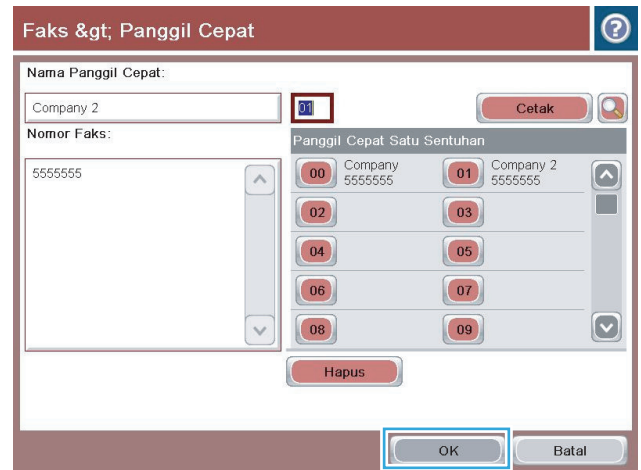 Faks &gt; Panggil Cepat
?
Nama Panggil Cepat:
Company 2
01
Cetak
Nomor Faks:
5555555
Panggil Cepat Satu Sentuhan
00 Company 5555555
01 Company 2 5555555
02
03
04
05
06
07
08
09
Hapus
OK
Batal